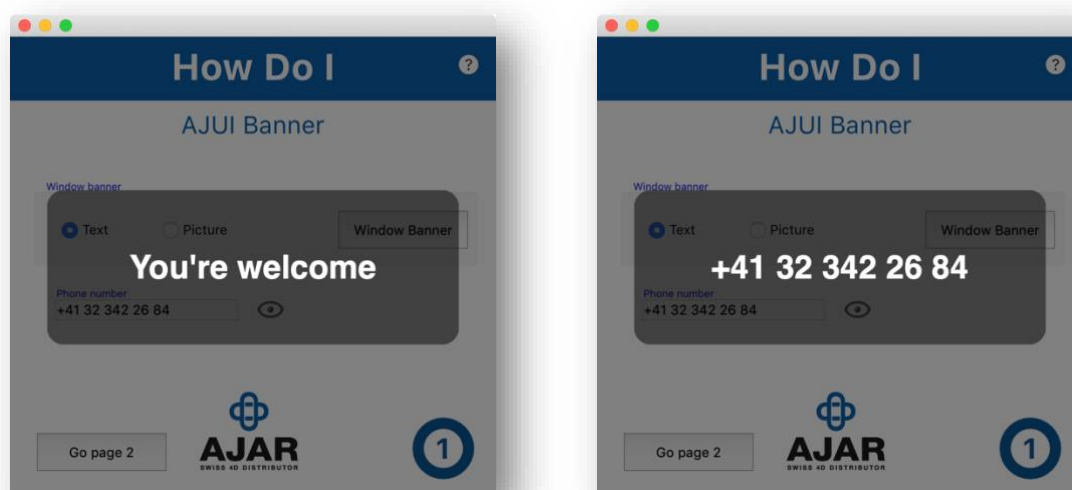 How Do I
?
AJUI Banner
Window banner
Text
Picture
Window Banner
You're welcome
Phone number
+41 32 342 26 84
Go page 2
AJAR
SWISS 4D DISTRIBUTOR
1
How Do I
?
AJUI Banner
Window banner
Text
Picture
Window Banner
+41 32 342 26 84
Phone number
+41 32 342 26 84
Go page 2
AJAR
SWISS 4D DISTRIBUTOR
1